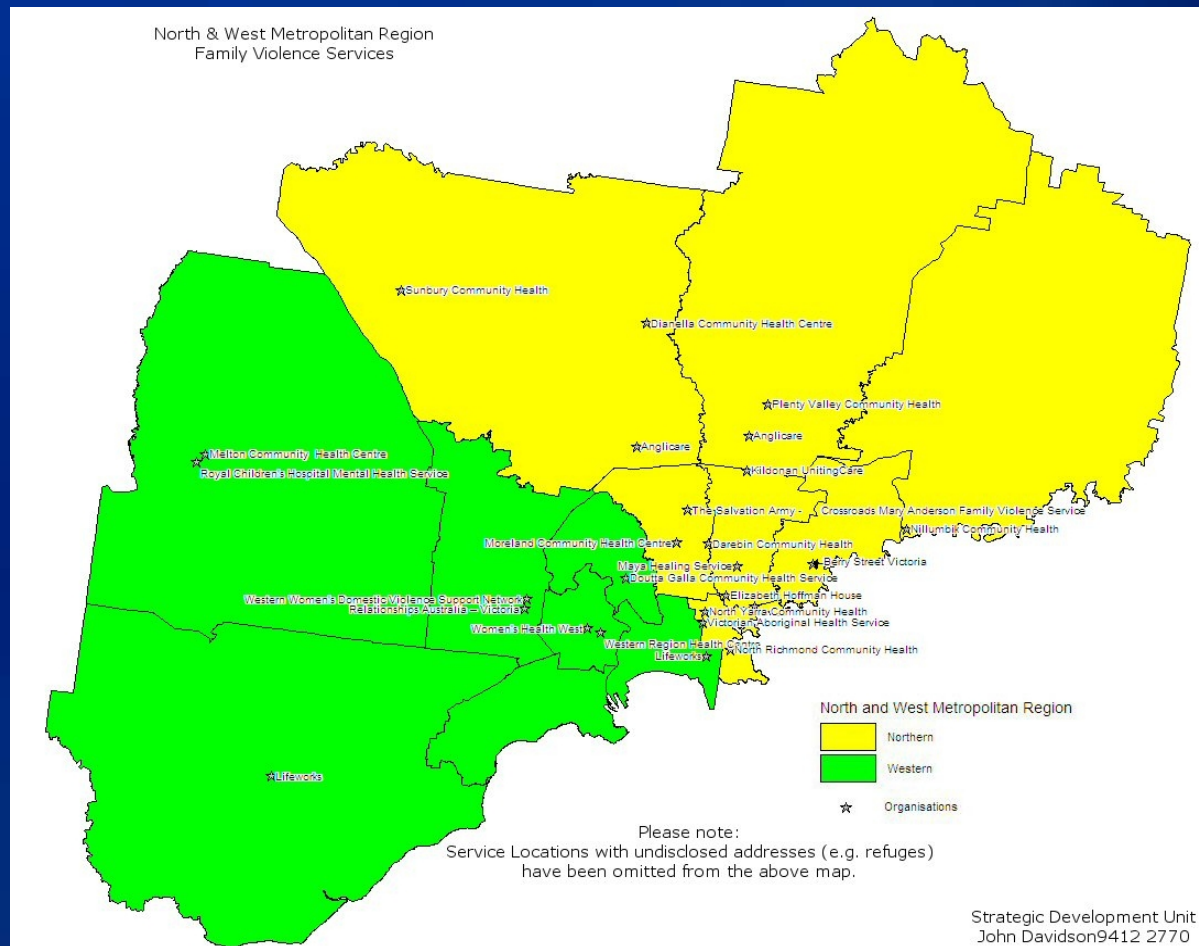 North & West Metropolitan Region
Family Violence Services
Sunbury Community Health
Dianella Community Health Centre
Plenty Valley Community Health
Anglicare
Anglicare
Melton Community Health Centre
Royal Children's Hospital Mental Health Service
Kildonan UnitingCare
The Salvation Army - Crossroads Mary Anderson Family Violence Service
Nillumbik Community Health
Moreland Community Health Centre
Darebin Community Health
Maya Healing Service
Berry Street Victoria
Doutta Galla Community Health Service
Elizabeth Hoffman House
Western Women's Domestic Violence Support Network
Relationships Australia – Victoria
North Yarra Community Health
Victorian Aboriginal Health Service
Women's Health West
Western Region Health Centre
North Richmond Community Health
Lifeworks
Lifeworks
North and West Metropolitan Region
Northern
Western
Organisations
Please note:
Service Locations with undisclosed addresses (e.g. refuges)
have been omitted from the above map.
Strategic Development Unit
John Davidson9412 2770